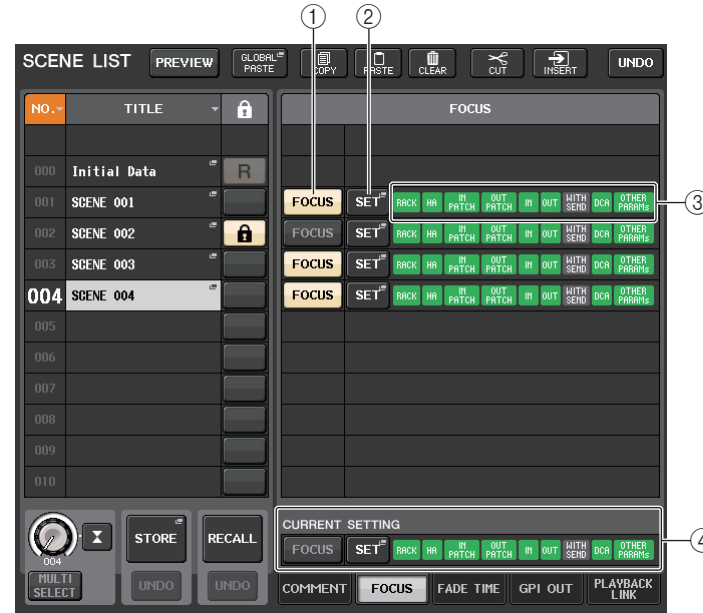 ① ②
SCENE LIST PREVIEW GLOBAL PASTE COPY PASTE CLEAR CUT INSERT UNDO
NO. TITLE FOCUS
000 Initial Data R
001 SCENE 001 FOCUS SET RACK HA IN PATCH OUT PATCH IN OUT WITH SEND DCA OTHER PARAMs ③
002 SCENE 002 FOCUS SET RACK HA IN PATCH OUT PATCH IN OUT WITH SEND DCA OTHER PARAMs
003 SCENE 003 FOCUS SET RACK HA IN PATCH OUT PATCH IN OUT WITH SEND DCA OTHER PARAMs
004 SCENE 004 FOCUS SET RACK HA IN PATCH OUT PATCH IN OUT WITH SEND DCA OTHER PARAMs
005
006
007
008
009
010
CURRENT SETTING
STORE RECALL FOCUS SET RACK HA IN PATCH OUT PATCH IN OUT WITH SEND DCA OTHER PARAMs ④
004
MULTI SELECT UNDO UNDO COMMENT FOCUS FADE TIME GPI OUT PLAYBACK LINK